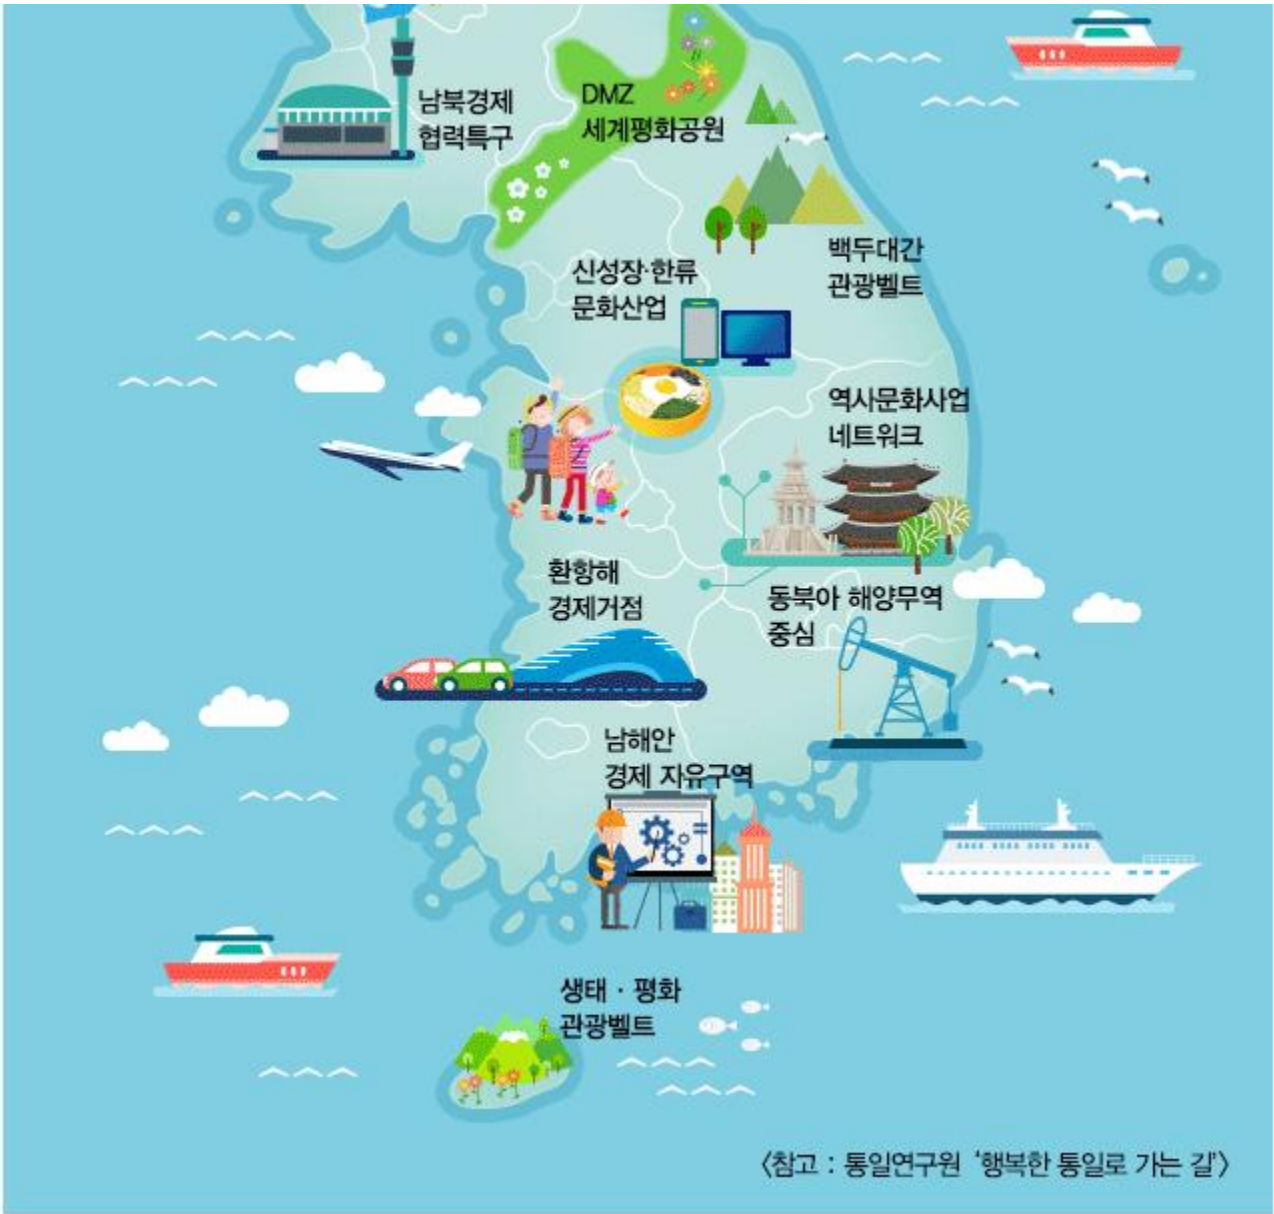 남북경제
협력특구
DMZ
세계평화공원
백두대간
관광벨트
신성장·한류
문화산업
역사문화사업
네트워크
환항해
경제거점
동북아 해양무역
중심
남해안
경제 자유구역
생태 · 평화
관광벨트
〈참고 : 통일연구원 ‘행복한 통일로 가는 길’〉